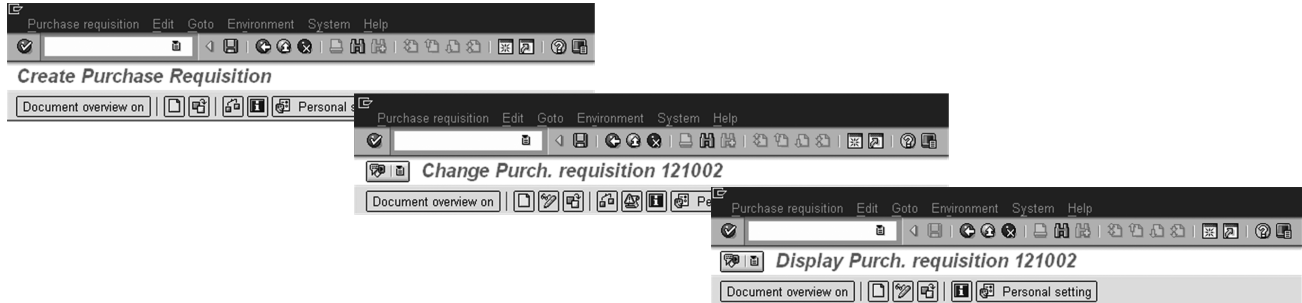 Purchase requisition Edit Goto Environment System Help
Create Purchase Requisition
Document overview on Personal s
Purchase requisition Edit Goto Environment System Help
Change Purch. requisition 121002
Document overview on Pe
Purchase requisition Edit Goto Environment System Help
Display Purch. requisition 121002
Document overview on Personal setting